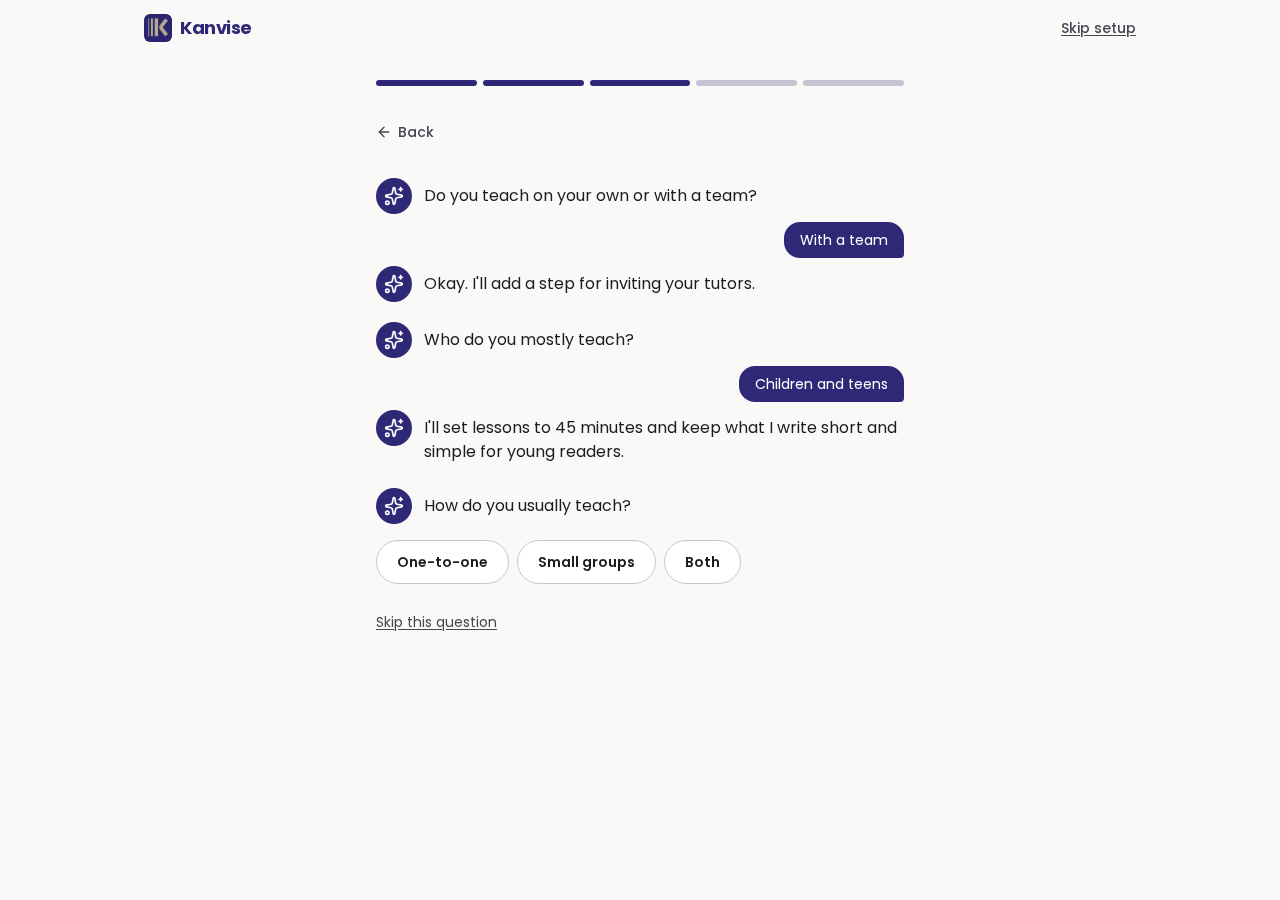 Kanvise
Skip setup
Back
Do you teach on your own or with a team?
With a team
Okay. I'll add a step for inviting your tutors.
Who do you mostly teach?
Children and teens
I'll set lessons to 45 minutes and keep what I write short and
simple for young readers.
How do you usually teach?
One-to-one
Small groups
Both
Skip this question